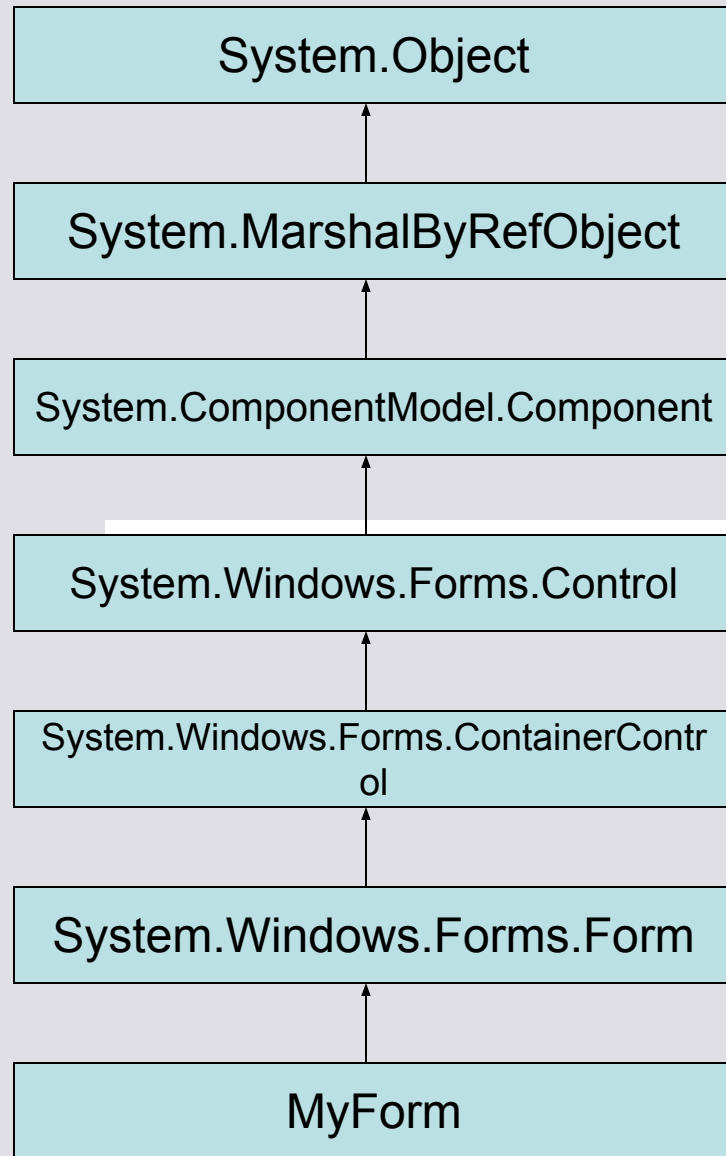 System.Object
System.MarshalByRefObject
System.ComponentModel.Component
System.Windows.Forms.Control
System.Windows.Forms.ContainerContr
ol
System.Windows.Forms.Form
MyForm